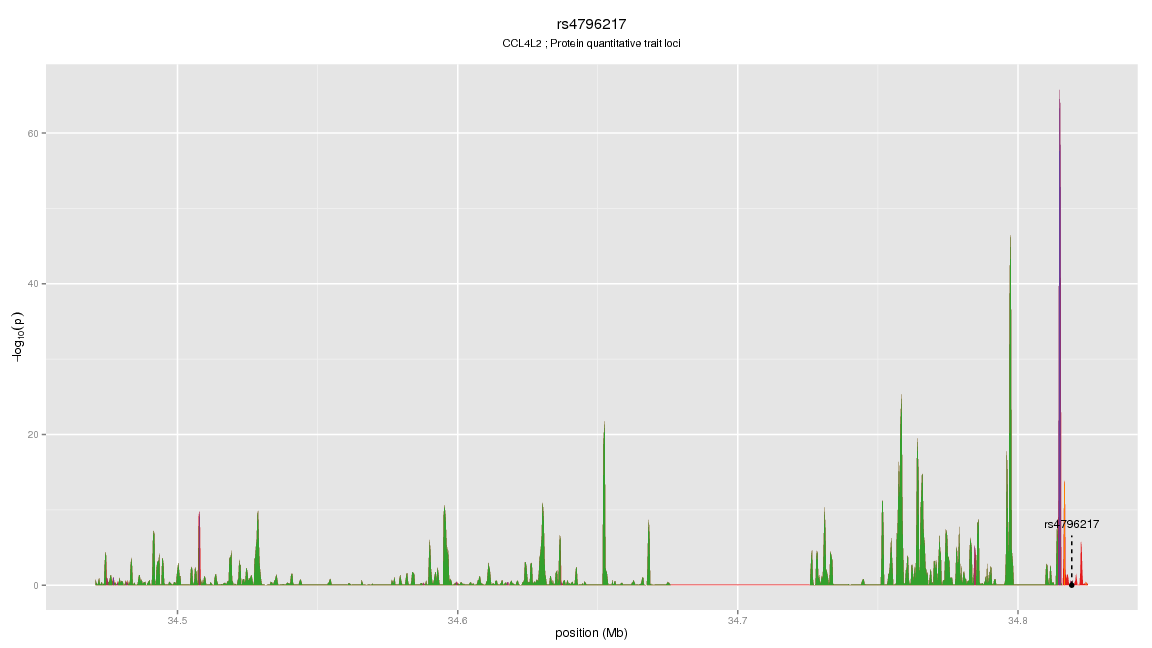 rs4796217
CCL4L2 ; Protein quantitative trait loci
60
40
20
0
−log10(p)
rs4796217
34.5
34.6
34.7
34.8
position (Mb)